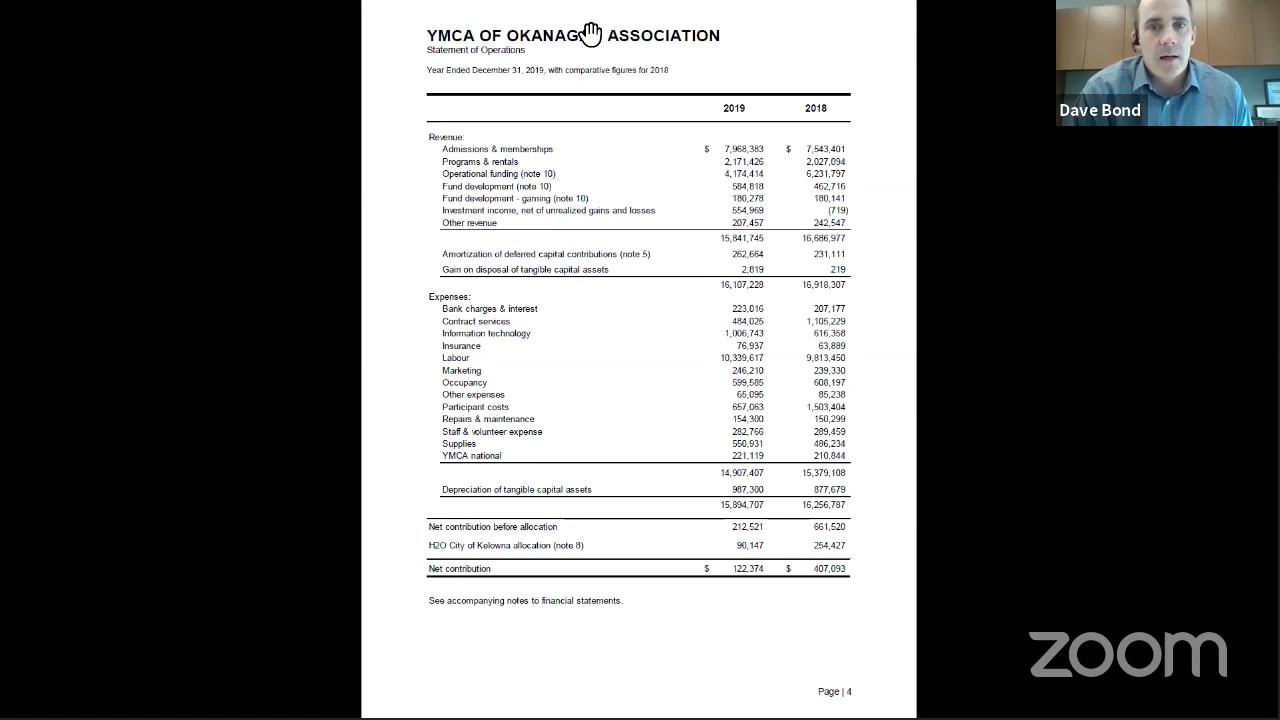 YMCA OF OKANAG ASSOCIATION
Statement of Operations
Year Ended December 31, 2019, with comparative figures for 2018
2019 2018
Revenue:
Admissions & memberships $ 7,968,383 $ 7,543,401
Programs & rentals 2,171,426 2,027,094
Operational funding (note 10) 4,174,414 6,231,797
Fund development (note 10) 584,818 462,716
Fund development - gaming (note 10) 180,278 180,141
Investment income, net of unrealized gains and losses 554,969 (719)
Other revenue 207,457 242,547
15,841,745 16,686,977
Amortization of deferred capital contributions (note 5) 262,664 231,111
Gain on disposal of tangible capital assets 2,819 219
16,107,228 16,918,307
Expenses:
Bank charges & interest 223,016 207,177
Contract services 484,025 1,105,229
Information technology 1,006,743 616,358
Insurance 76,937 63,889
Labour 10,339,617 9,813,450
Marketing 246,210 239,330
Occupancy 599,585 608,197
Other expenses 65,095 85,238
Participant costs 657,063 1,503,404
Repairs & maintenance 154,300 150,299
Staff & volunteer expense 282,766 289,459
Supplies 550,931 486,234
YMCA national 221,119 210,844
14,907,407 15,379,108
Depreciation of tangible capital assets 987,300 877,679
15,894,707 16,256,787
Net contribution before allocation 212,521 661,520
H2O City of Kelowna allocation (note 8) 90,147 254,427
Net contribution $ 122,374 $ 407,093
See accompanying notes to financial statements.
Page | 4
Dave Bond
zoom